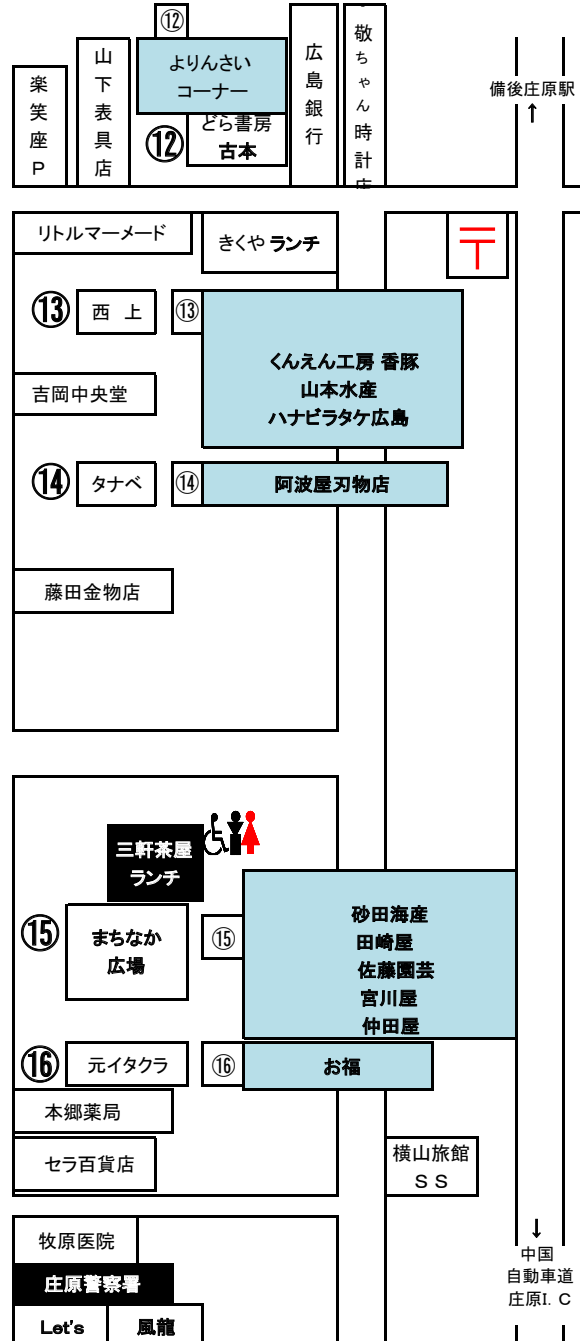 ⑫
楽笑座P
山下表具店
よりんさい
コーナー
⑫
どら書房
古本
広島銀行
敬ちゃん時計店
備後庄原駅
↑
リトルマーメード
きくや ランチ
〒
⑬
西 上
⑬
くんえん工房 香豚
山本水産
ハナビラタケ広島
吉岡中央堂
⑭
タナベ
⑭
阿波屋刃物店
藤田金物店
三軒茶屋
ランチ
⑮
まちなか
広場
⑮
砂田海産
田崎屋
佐藤園芸
宮川屋
仲田屋
⑯
元イタクラ
⑯
お福
本郷薬局
セラ百貨店
横山旅館
ＳＳ
牧原医院
庄原警察署
Let's
風龍
↓
中国
自動車道
庄原I.Ｃ